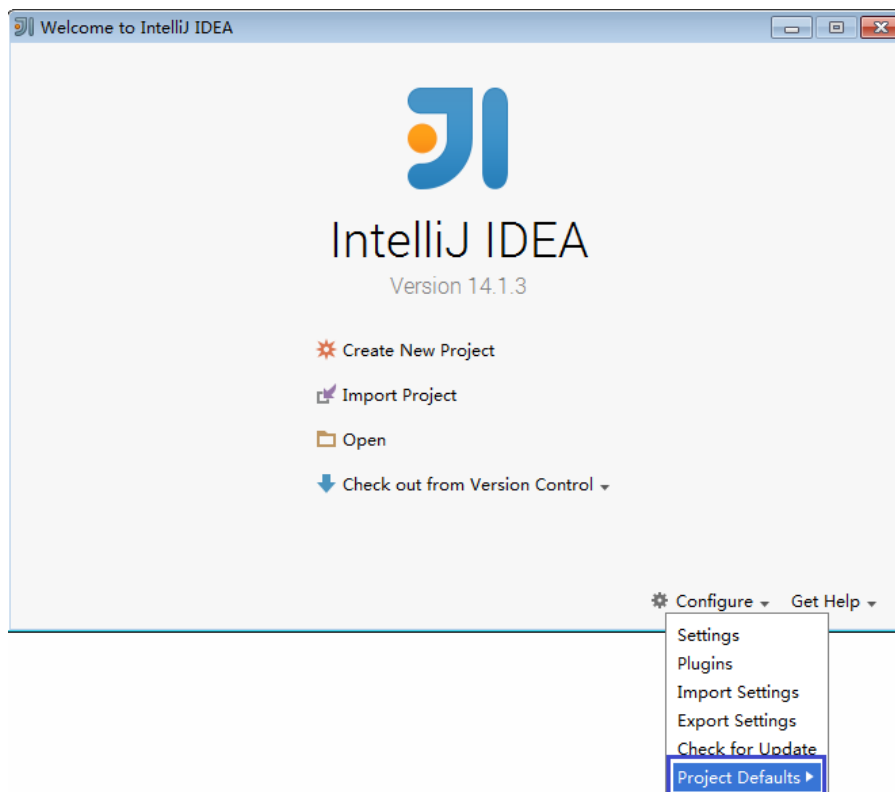 Welcome to IntelliJ IDEA
IntelliJ IDEA
Version 14.1.3
Create New Project
Import Project
Open
Check out from Version Control
Configure Get Help
Settings
Plugins
Import Settings
Export Settings
Check for Update
Project Defaults